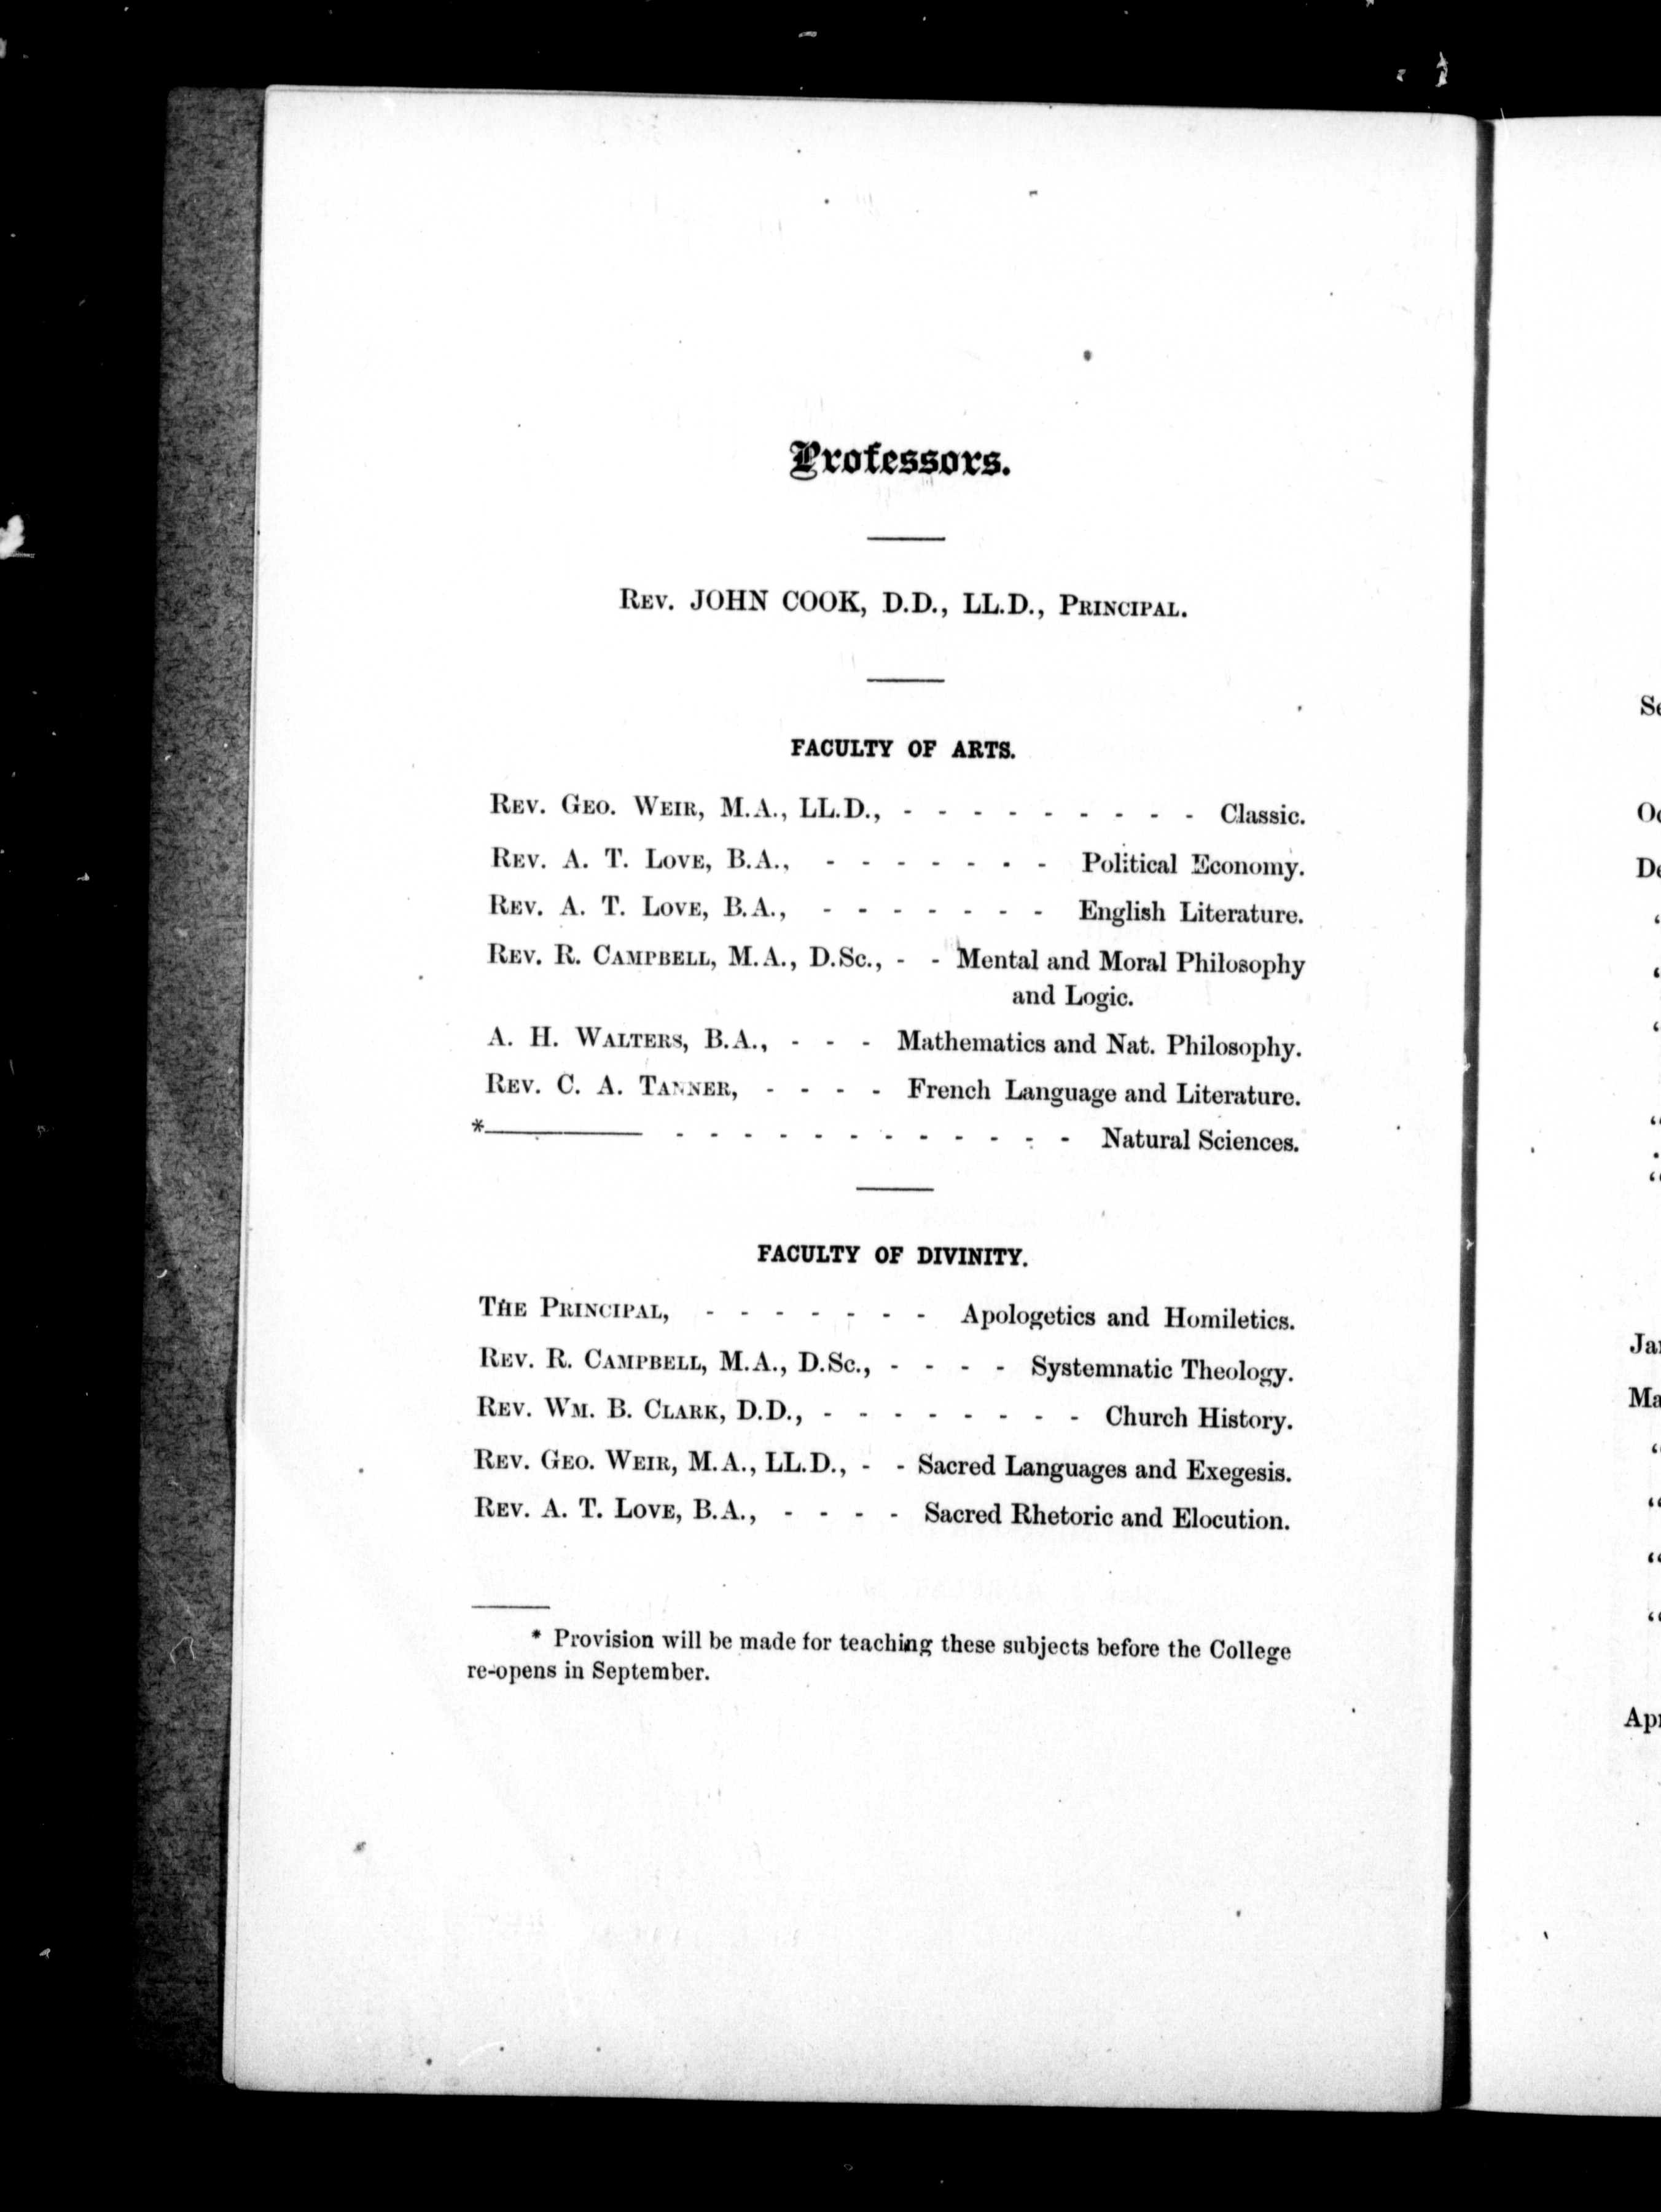 Professors.
REV. JOHN COOK, D.D., LL.D., PRINCIPAL.
FACULTY OF ARTS.
REV. GEO. WEIR, M.A., LL.D., - - - - - - - - - Classic.
REV. A. T. LOVE, B.A., - - - - - - - Political Economy.
REV. A. T. LOVE, B.A., - - - - - - - English Literature.
REV. R. CAMPBELL, M.A., D.Sc., - - Mental and Moral Philosophy
and Logic.
A. H. WALTERS, B.A., - - - Mathematics and Nat. Philosophy.
REV. C. A. TANNER, - - - - French Language and Literature.
*———— - - - - - - - - - - - - Natural Sciences.
FACULTY OF DIVINITY.
THE PRINCIPAL, - - - - - - - Apologetics and Homiletics.
REV. R. CAMPBELL, M.A., D.Sc., - - - - Systemnatic Theology.
REV. WM. B. CLARK, D.D., - - - - - - - - Church History.
REV. GEO. WEIR, M.A., LL.D., - - Sacred Languages and Exegesis.
REV. A. T. LOVE, B.A., - - - - Sacred Rhetoric and Elocution.
* Provision will be made for teaching these subjects before the College
re-opens in September.